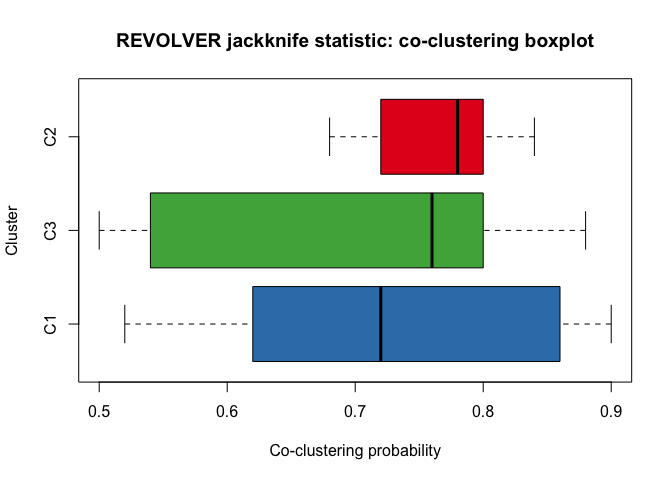 REVOLVER jackknife statistic: co-clustering boxplot
Cluster
C2
C3
C1
0.5 0.6 0.7 0.8 0.9
Co-clustering probability